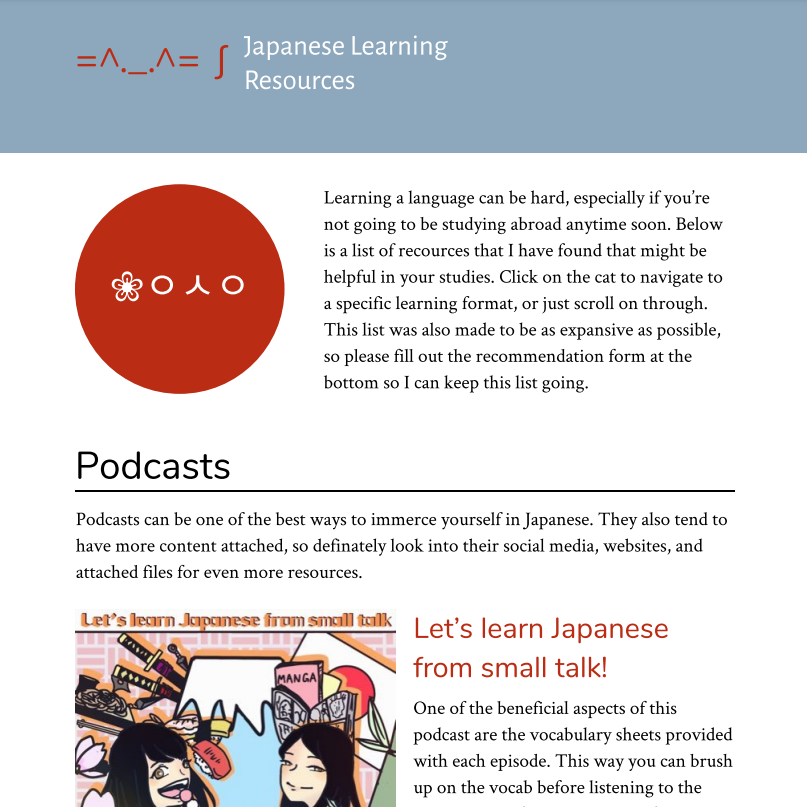 =^._.^= ∫
Japanese Learning
Resources
❀ㅇㅅㅇ
Learning a language can be hard, especially if you’re
not going to be studying abroad anytime soon. Below
is a list of recources that I have found that might be
helpful in your studies. Click on the cat to navigate to
a specific learning format, or just scroll on through.
This list was also made to be as expansive as possible,
so please fill out the recommendation form at the
bottom so I can keep this list going.
Podcasts
Podcasts can be one of the best ways to immerce yourself in Japanese. They also tend to
have more content attached, so definately look into their social media, websites, and
attached files for even more resources.
Let's learn Japanese from small talk
MANGA
Let’s learn Japanese
from small talk!
One of the beneficial aspects of this
podcast are the vocabulary sheets provided
with each episode. This way you can brush
up on the vocab before listening to the